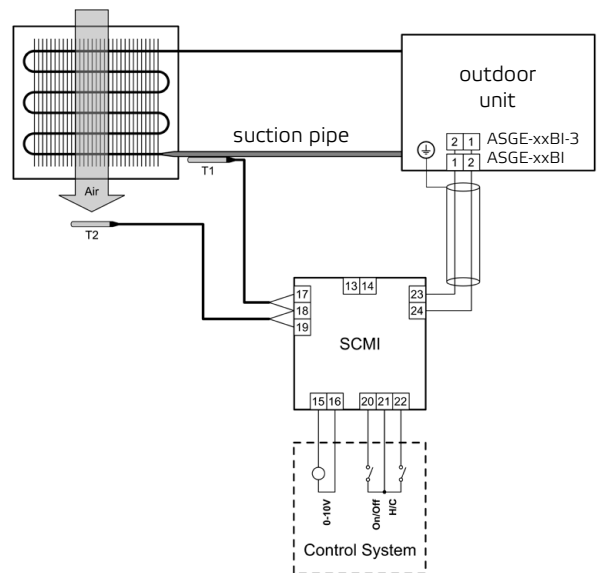 outdoor
unit
2 1 ASGE-xxBI-3
1 2 ASGE-xxBI
suction pipe
T1
Air
T2
13 14
17 23
18 24
19
SCMI
15 16 20 21 22
0-10V On/Off H/C
Control System